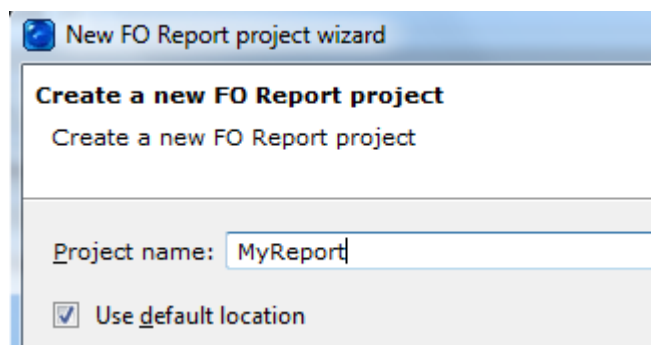 New FO Report project wizard
Create a new FO Report project
Create a new FO Report project
Project name: MyReport
Use default location